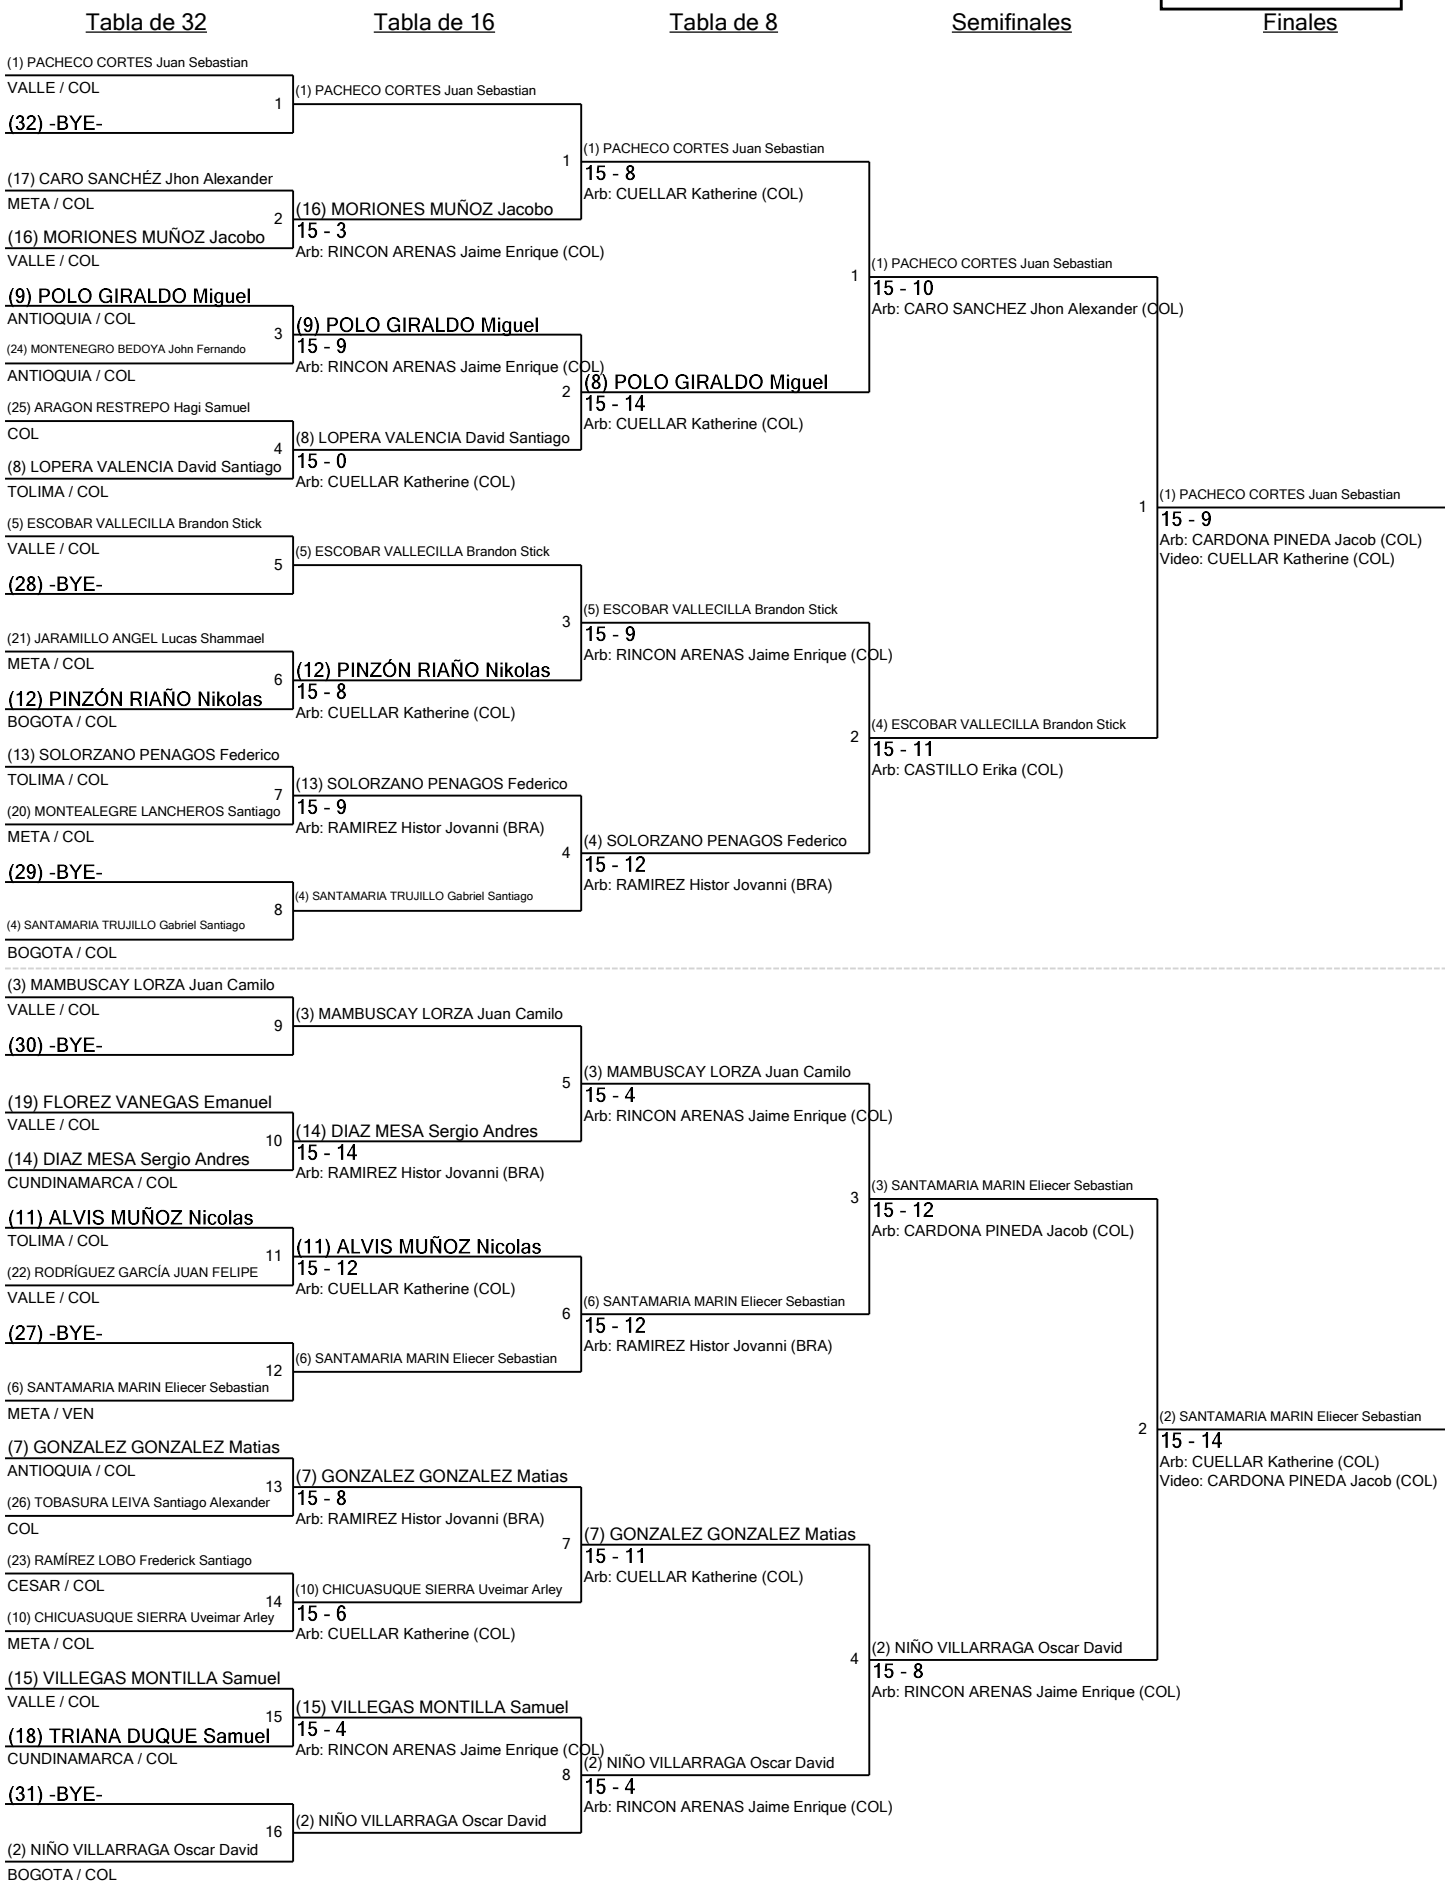 Tabla de 32
Tabla de 16
Tabla de 8
Semifinales
Finales
(1) PACHECO CORTES Juan Sebastian
VALLE / COL
1
(32) -BYE-
(17) CARO SANCHÉZ Jhon Alexander
META / COL
2
(16) MORIONES MUÑOZ Jacobo
VALLE / COL
(9) POLO GIRALDO Miguel
ANTIOQUIA / COL
3
(24) MONTENEGRO BEDOYA John Fernando
ANTIOQUIA / COL
(25) ARAGON RESTREPO Hagi Samuel
COL
4
(8) LOPERA VALENCIA David Santiago
TOLIMA / COL
(5) ESCOBAR VALLECILLA Brandon Stick
VALLE / COL
5
(28) -BYE-
(21) JARAMILLO ANGEL Lucas Shammael
META / COL
6
(12) PINZÓN RIAÑO Nikolas
BOGOTA / COL
(13) SOLORZANO PENAGOS Federico
TOLIMA / COL
7
(20) MONTEALEGRE LANCHEROS Santiago
META / COL
(29) -BYE-
8
(4) SANTAMARIA TRUJILLO Gabriel Santiago
BOGOTA / COL
(3) MAMBUSCAY LORZA Juan Camilo
VALLE / COL
9
(30) -BYE-
(19) FLOREZ VANEGAS Emanuel
VALLE / COL
10
(14) DIAZ MESA Sergio Andres
CUNDINAMARCA / COL
(11) ALVIS MUÑOZ Nicolas
TOLIMA / COL
11
(22) RODRÍGUEZ GARCÍA JUAN FELIPE
VALLE / COL
(27) -BYE-
12
(6) SANTAMARIA MARIN Eliecer Sebastian
META / VEN
(7) GONZALEZ GONZALEZ Matias
ANTIOQUIA / COL
13
(26) TOBASURA LEIVA Santiago Alexander
COL
(23) RAMÍREZ LOBO Frederick Santiago
CESAR / COL
14
(10) CHICUASUQUE SIERRA Uveimar Arley
META / COL
(15) VILLEGAS MONTILLA Samuel
VALLE / COL
15
(18) TRIANA DUQUE Samuel
CUNDINAMARCA / COL
(31) -BYE-
16
(2) NIÑO VILLARRAGA Oscar David
BOGOTA / COL
(1) PACHECO CORTES Juan Sebastian
1
(16) MORIONES MUÑOZ Jacobo
15 - 3
Arb: RINCON ARENAS Jaime Enrique (COL)
(9) POLO GIRALDO Miguel
15 - 9
Arb: RINCON ARENAS Jaime Enrique (COL)
2
(8) LOPERA VALENCIA David Santiago
15 - 0
Arb: CUELLAR Katherine (COL)
(5) ESCOBAR VALLECILLA Brandon Stick
3
(12) PINZÓN RIAÑO Nikolas
15 - 8
Arb: CUELLAR Katherine (COL)
(13) SOLORZANO PENAGOS Federico
15 - 9
Arb: RAMIREZ Histor Jovanni (BRA)
4
(4) SANTAMARIA TRUJILLO Gabriel Santiago
(3) MAMBUSCAY LORZA Juan Camilo
5
(14) DIAZ MESA Sergio Andres
15 - 14
Arb: RAMIREZ Histor Jovanni (BRA)
(11) ALVIS MUÑOZ Nicolas
15 - 12
Arb: CUELLAR Katherine (COL)
6
(6) SANTAMARIA MARIN Eliecer Sebastian
(7) GONZALEZ GONZALEZ Matias
15 - 8
Arb: RAMIREZ Histor Jovanni (BRA)
7
(10) CHICUASUQUE SIERRA Uveimar Arley
15 - 6
Arb: CUELLAR Katherine (COL)
(15) VILLEGAS MONTILLA Samuel
15 - 4
Arb: RINCON ARENAS Jaime Enrique (COL)
8
(2) NIÑO VILLARRAGA Oscar David
(1) PACHECO CORTES Juan Sebastian
15 - 8
Arb: CUELLAR Katherine (COL)
1
(8) POLO GIRALDO Miguel
15 - 14
Arb: CUELLAR Katherine (COL)
(5) ESCOBAR VALLECILLA Brandon Stick
15 - 9
Arb: RINCON ARENAS Jaime Enrique (COL)
2
(4) SOLORZANO PENAGOS Federico
15 - 12
Arb: RAMIREZ Histor Jovanni (BRA)
(3) MAMBUSCAY LORZA Juan Camilo
15 - 4
Arb: RINCON ARENAS Jaime Enrique (COL)
3
(6) SANTAMARIA MARIN Eliecer Sebastian
15 - 12
Arb: RAMIREZ Histor Jovanni (BRA)
(7) GONZALEZ GONZALEZ Matias
15 - 11
Arb: CUELLAR Katherine (COL)
4
(2) NIÑO VILLARRAGA Oscar David
15 - 4
Arb: RINCON ARENAS Jaime Enrique (COL)
(1) PACHECO CORTES Juan Sebastian
15 - 10
Arb: CARO SANCHEZ Jhon Alexander (COL)
1
(4) ESCOBAR VALLECILLA Brandon Stick
15 - 11
Arb: CASTILLO Erika (COL)
(3) SANTAMARIA MARIN Eliecer Sebastian
15 - 12
Arb: CARDONA PINEDA Jacob (COL)
2
(2) NIÑO VILLARRAGA Oscar David
15 - 8
Arb: RINCON ARENAS Jaime Enrique (COL)
(1) PACHECO CORTES Juan Sebastian
15 - 9
Arb: CARDONA PINEDA Jacob (COL)
Video: CUELLAR Katherine (COL)
(2) SANTAMARIA MARIN Eliecer Sebastian
15 - 14
Arb: CUELLAR Katherine (COL)
Video: CARDONA PINEDA Jacob (COL)